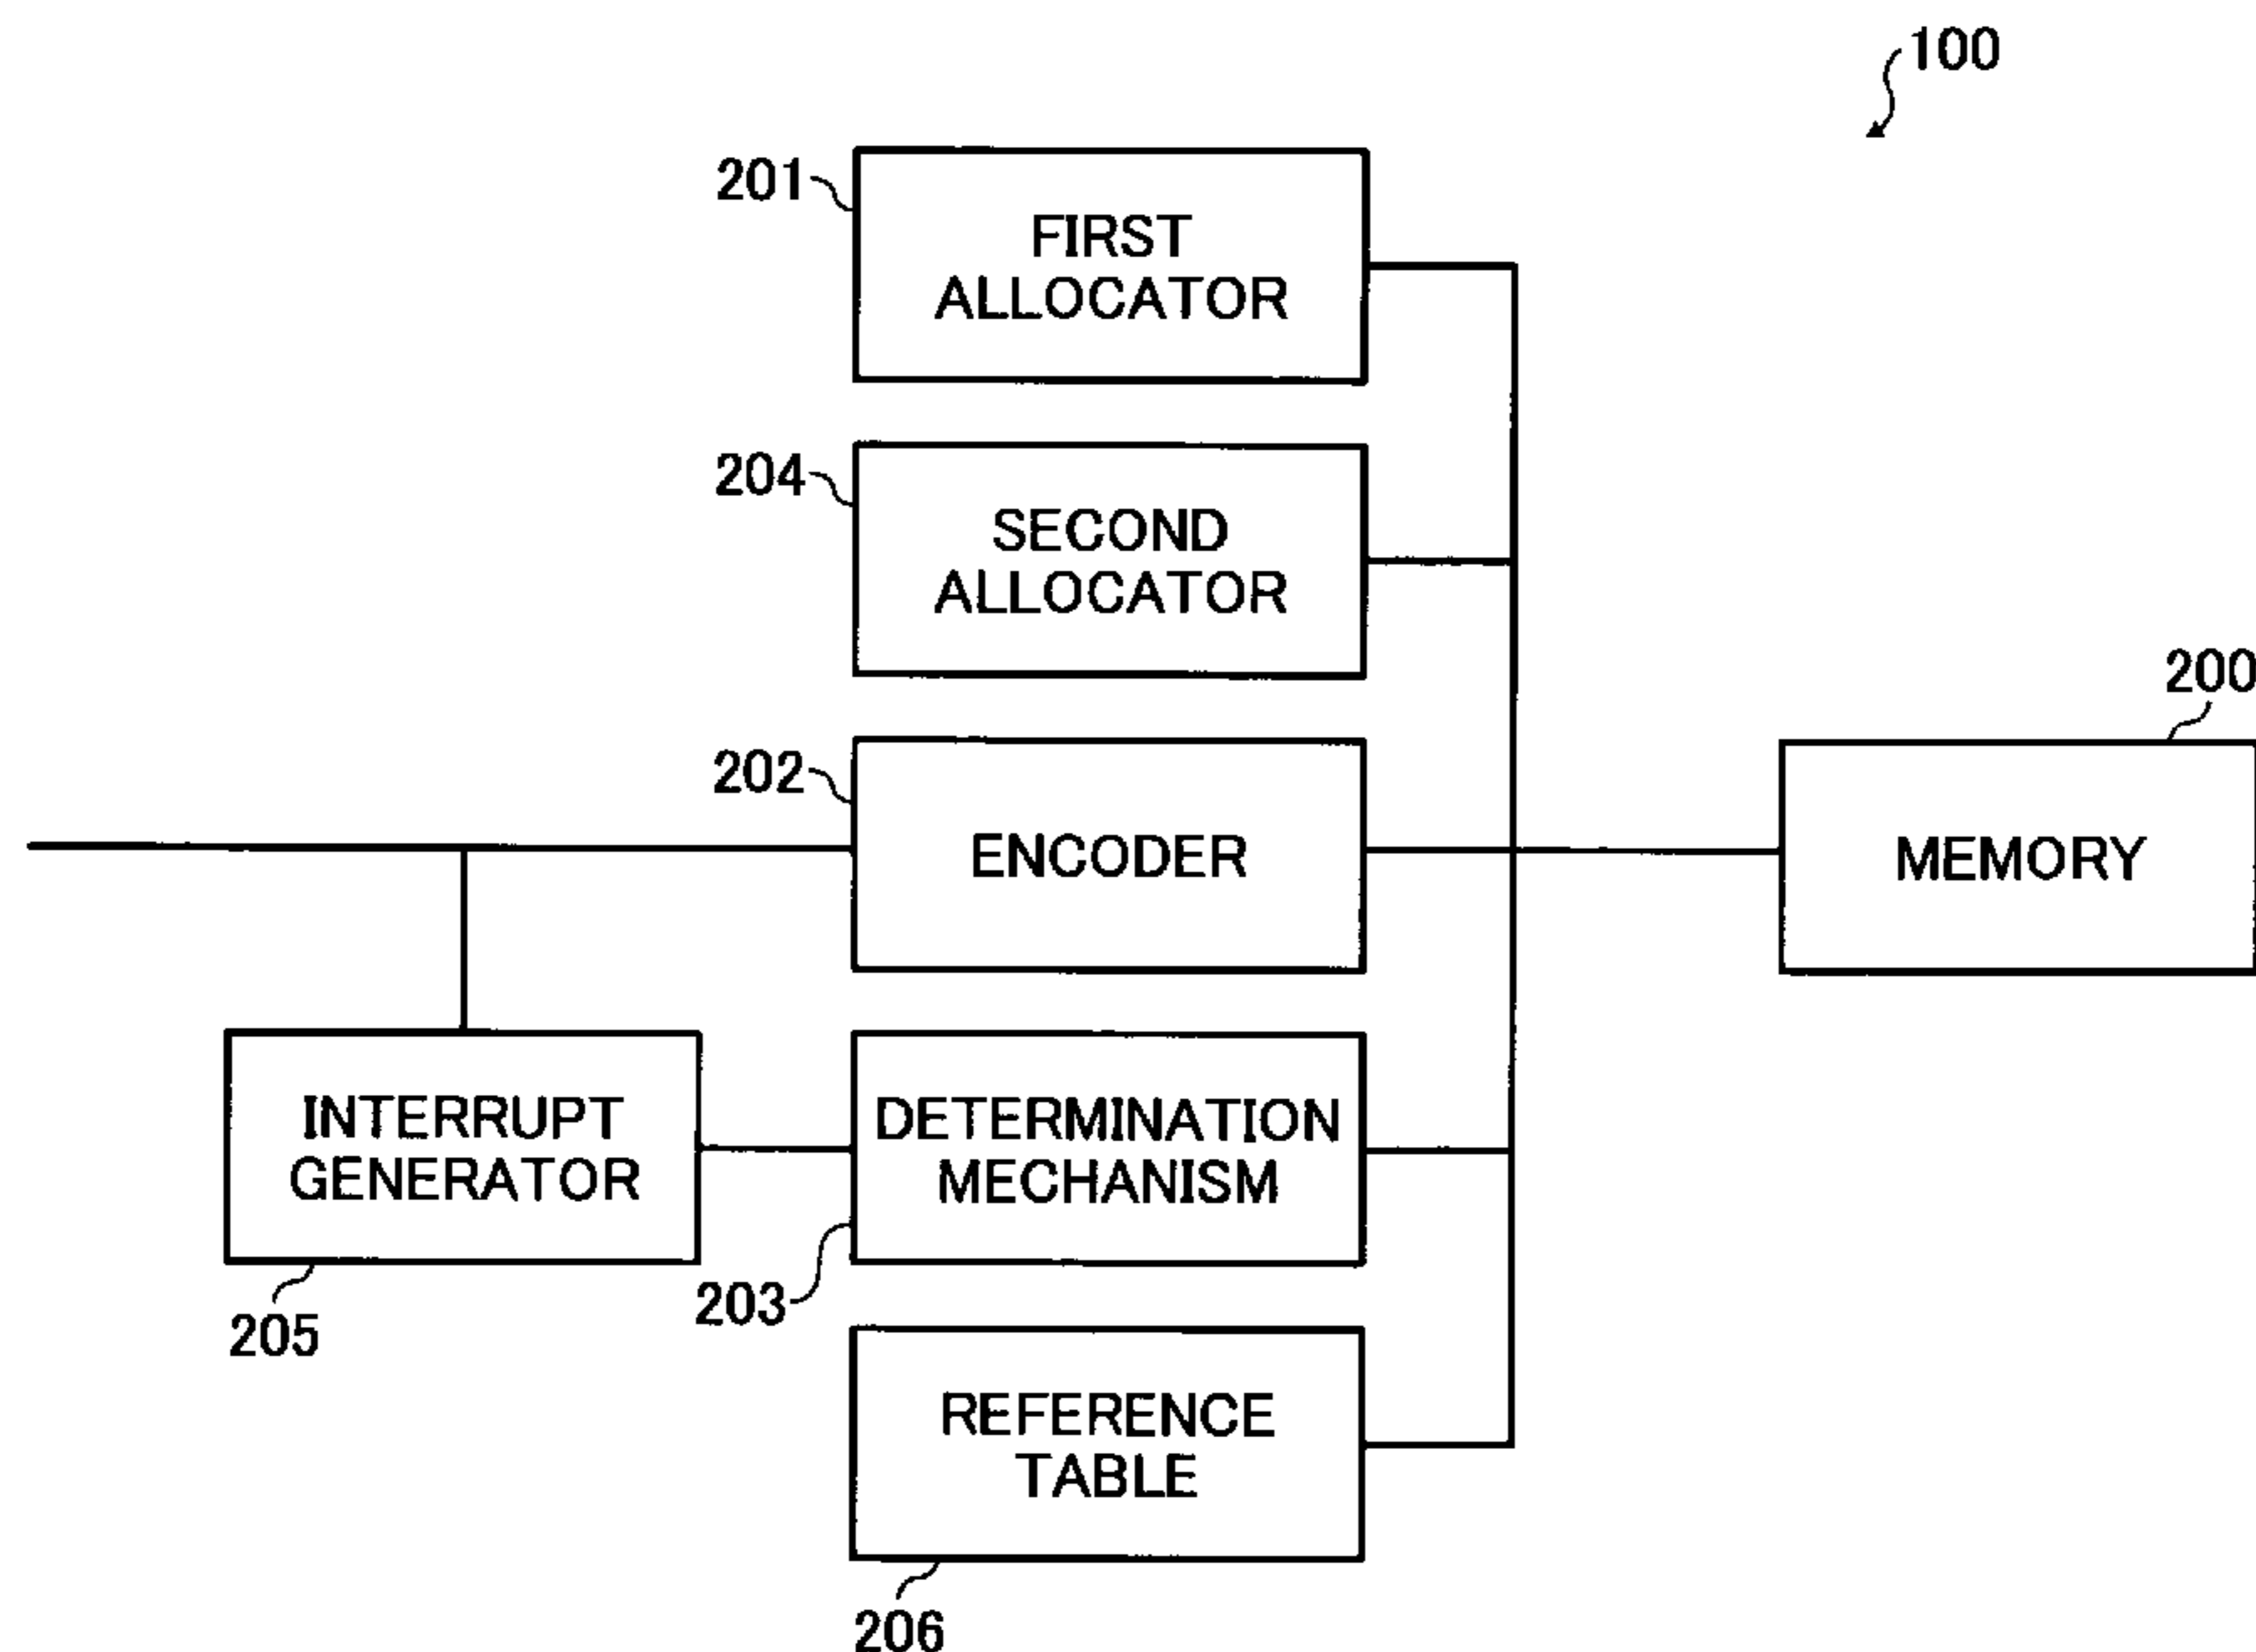 100
201
FIRST
ALLOCATOR
204
SECOND
ALLOCATOR
200
202
ENCODER
MEMORY
INTERRUPT
GENERATOR
DETERMINATION
MECHANISM
203
205
REFERENCE
TABLE
206